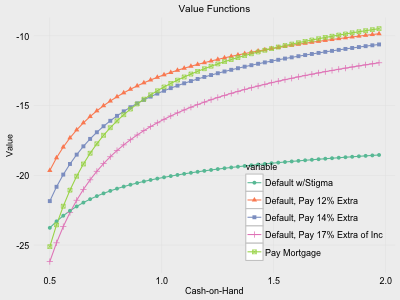 Value Functions
-10
-15
-20
-25
Value
0.5
1.0
1.5
2.0
Cash-on-Hand
variable
Default w/Stigma
Default, Pay 12% Extra
Default, Pay 14% Extra
Default, Pay 17% Extra of Inc
Pay Mortgage